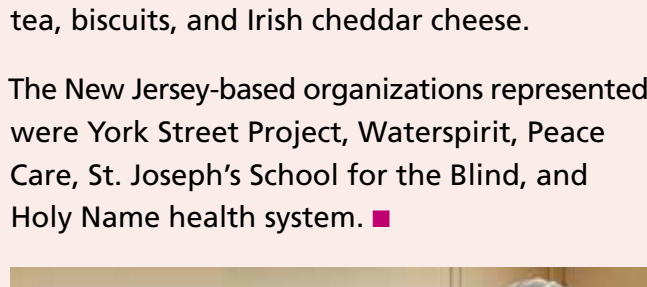 tea, biscuits, and Irish cheddar cheese.
The New Jersey-based organizations represented
were York Street Project, Waterspirit, Peace
Care, St. Joseph’s School for the Blind, and
Holy Name health system. ■